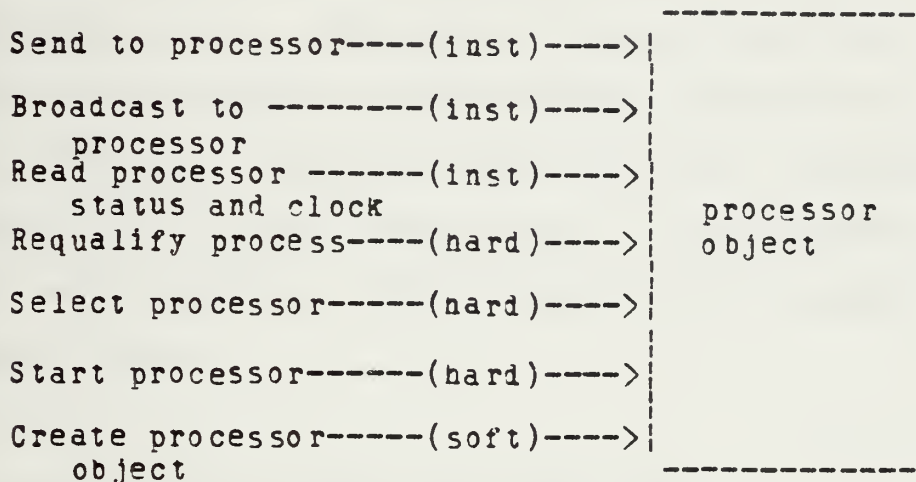 Send to processor----(inst)---->
Broadcast to --------(inst)---->
processor
Read processor ------(inst)---->
status and clock
processor
Requalify process----(hard)---->
object
Select processor-----(hard)---->
Start processor------(hard)---->
Create processor-----(soft)---->
object